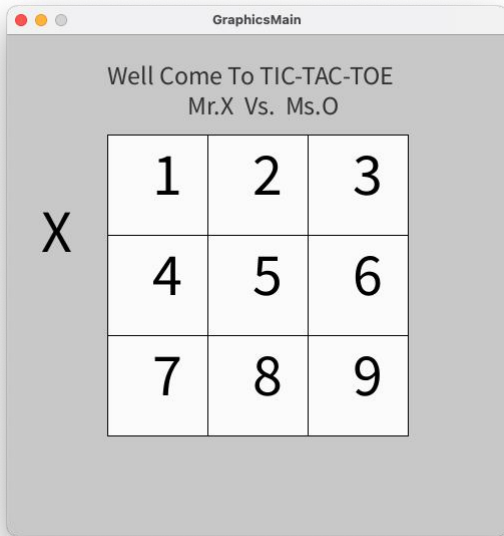 GraphicsMain
Well Come To TIC-TAC-TOE
Mr.X Vs. Ms.O
1 2 3
X
4 5 6
7 8 9